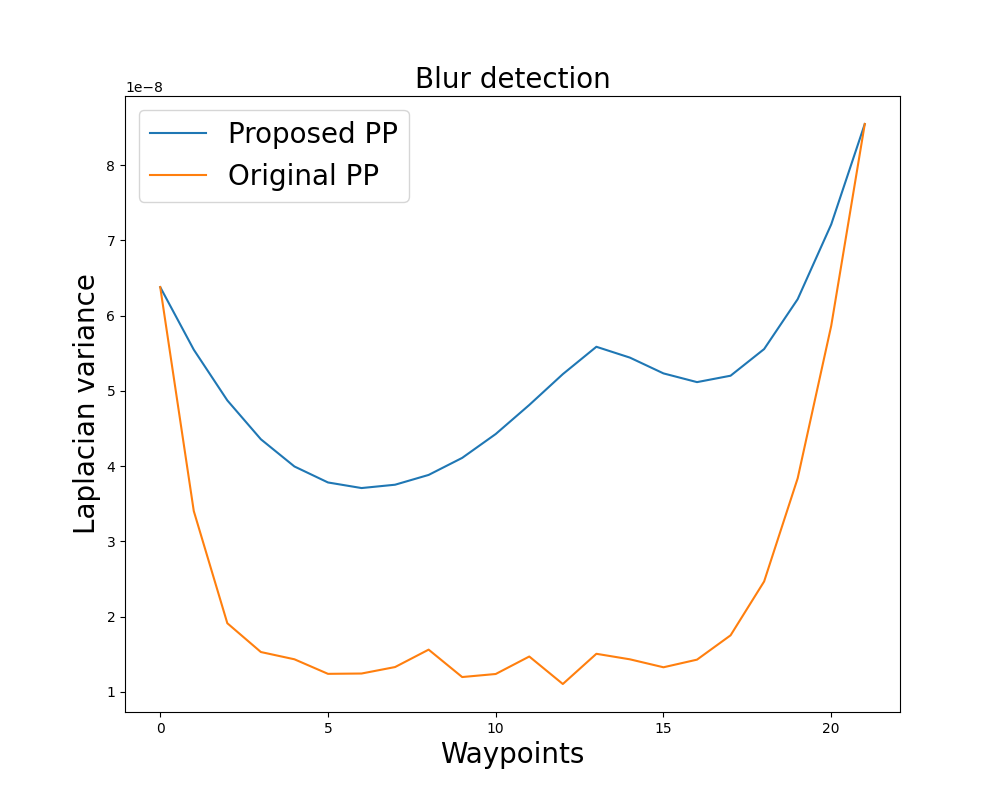 Blur detection
1e−8
Proposed PP
Original PP
8
7
6
5
4
3
2
1
Laplacian variance
0 5 10 15 20
Waypoints